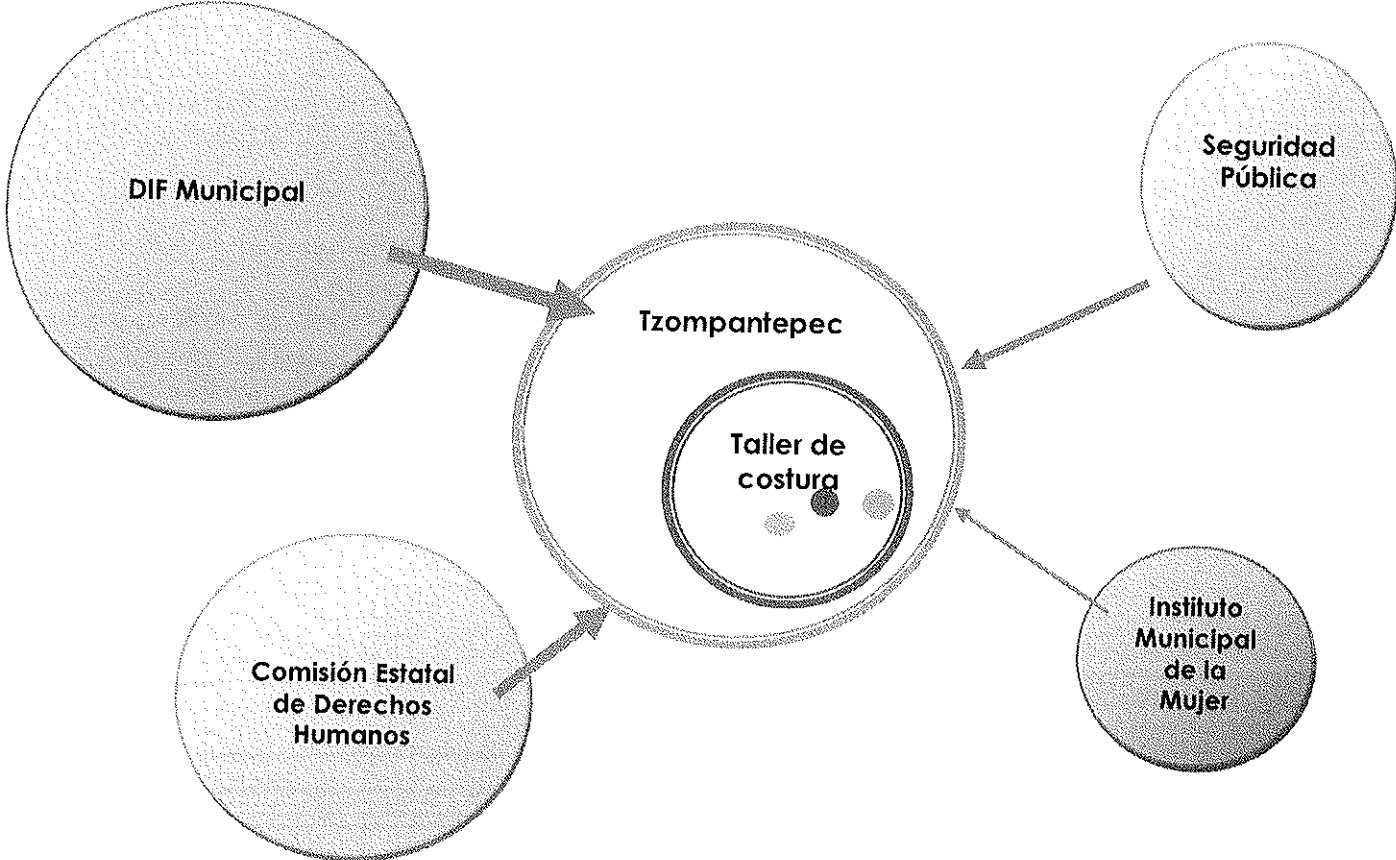 DIF Municipal
Seguridad
Pública
Tzompantepec
Taller de
costura
Comisión Estatal
de Derechos
Humanos
Instituto
Municipal
de la
Mujer